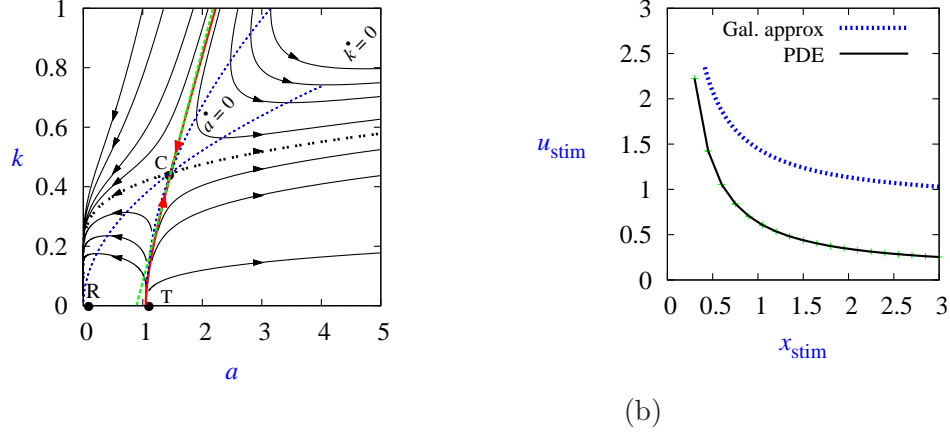 1
0.8
0.6
0.4
0.2
0
k
0 1 2 3 4 5
a
R
T
C
ȧ=0
k̇=0
3
2.5
2
1.5
1
0.5
0
u_stim
0 0.5 1 1.5 2 2.5 3
x_stim
Gal. approx
PDE
(b)